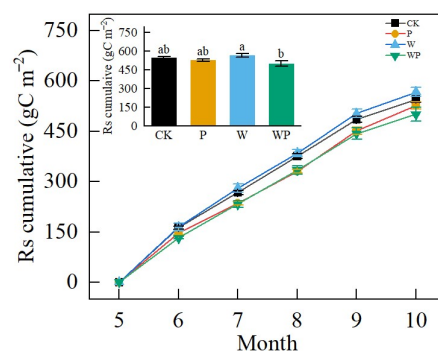 750
600
450
300
150
0
Rs cumulative (gC m⁻²)
5
6
7
8
9
10
Month
750
600
450
300
150
0
Rs cumulative (gC m⁻²)
ab
ab
a
b
CK
P
W
WP
CK
P
W
WP